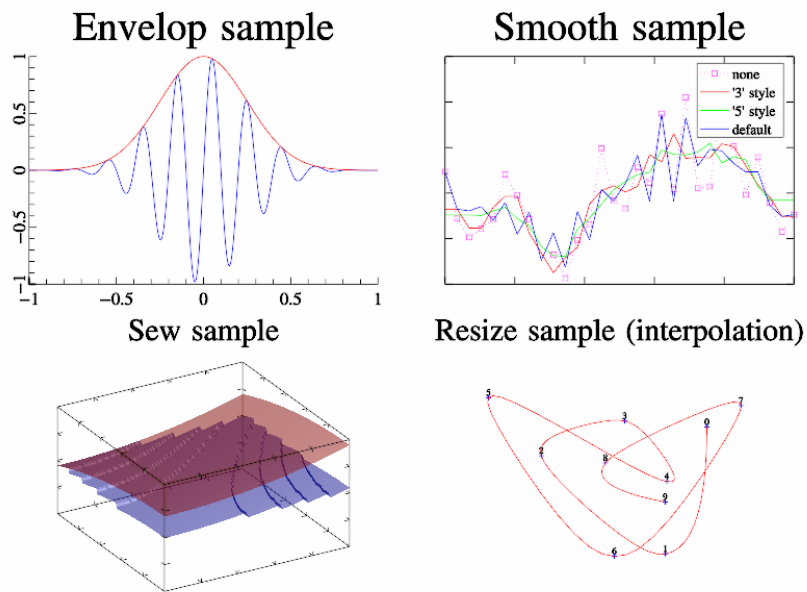 Envelop sample
1
0.5
0
−0.5
−1
−1
−0.5
0
0.5
1
Smooth sample
none
'3' style
'5' style
default
Sew sample
Resize sample (interpolation)
5
7
3
0
2
8
4
9
6
1